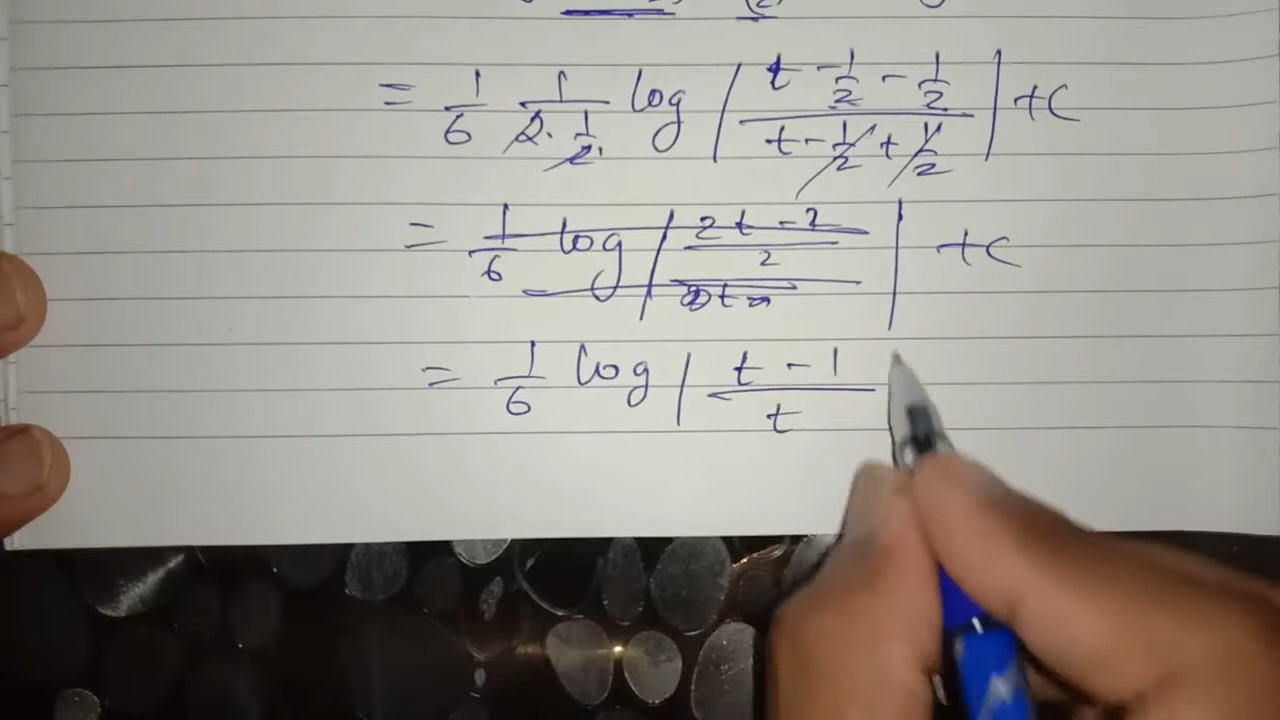 = 1/6 1/(2. 1/2.) log | (t - 1/2 - 1/2)/(t - 1/2 + 1/2) | + c
= 1/6 log | ((2t - 2)/2)/ | + c
= 1/6 log | (t - 1)/t